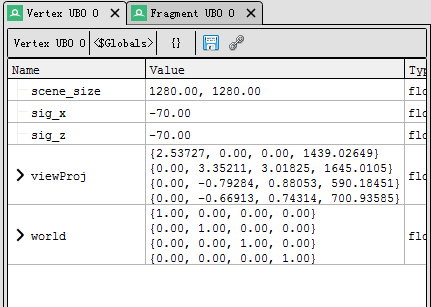 Vertex UBO 0 Fragment UBO 0
Vertex UBO 0 <$Globals> {}
Name Value Typ
scene_size 1280.00, 1280.00 flo
sig_x -70.00 flo
sig_z -70.00 flo
{2.53727, 0.00, 0.00, 1439.02649}
{0.00, 3.35211, 3.01825, 1645.0105}
viewProj {0.00, -0.79284, 0.88053, 590.18451} flo
{0.00, -0.66913, 0.74314, 700.93585}
{1.00, 0.00, 0.00, 0.00}
{0.00, 1.00, 0.00, 0.00}
world {0.00, 0.00, 1.00, 0.00} flo
{0.00, 0.00, 0.00, 1.00}